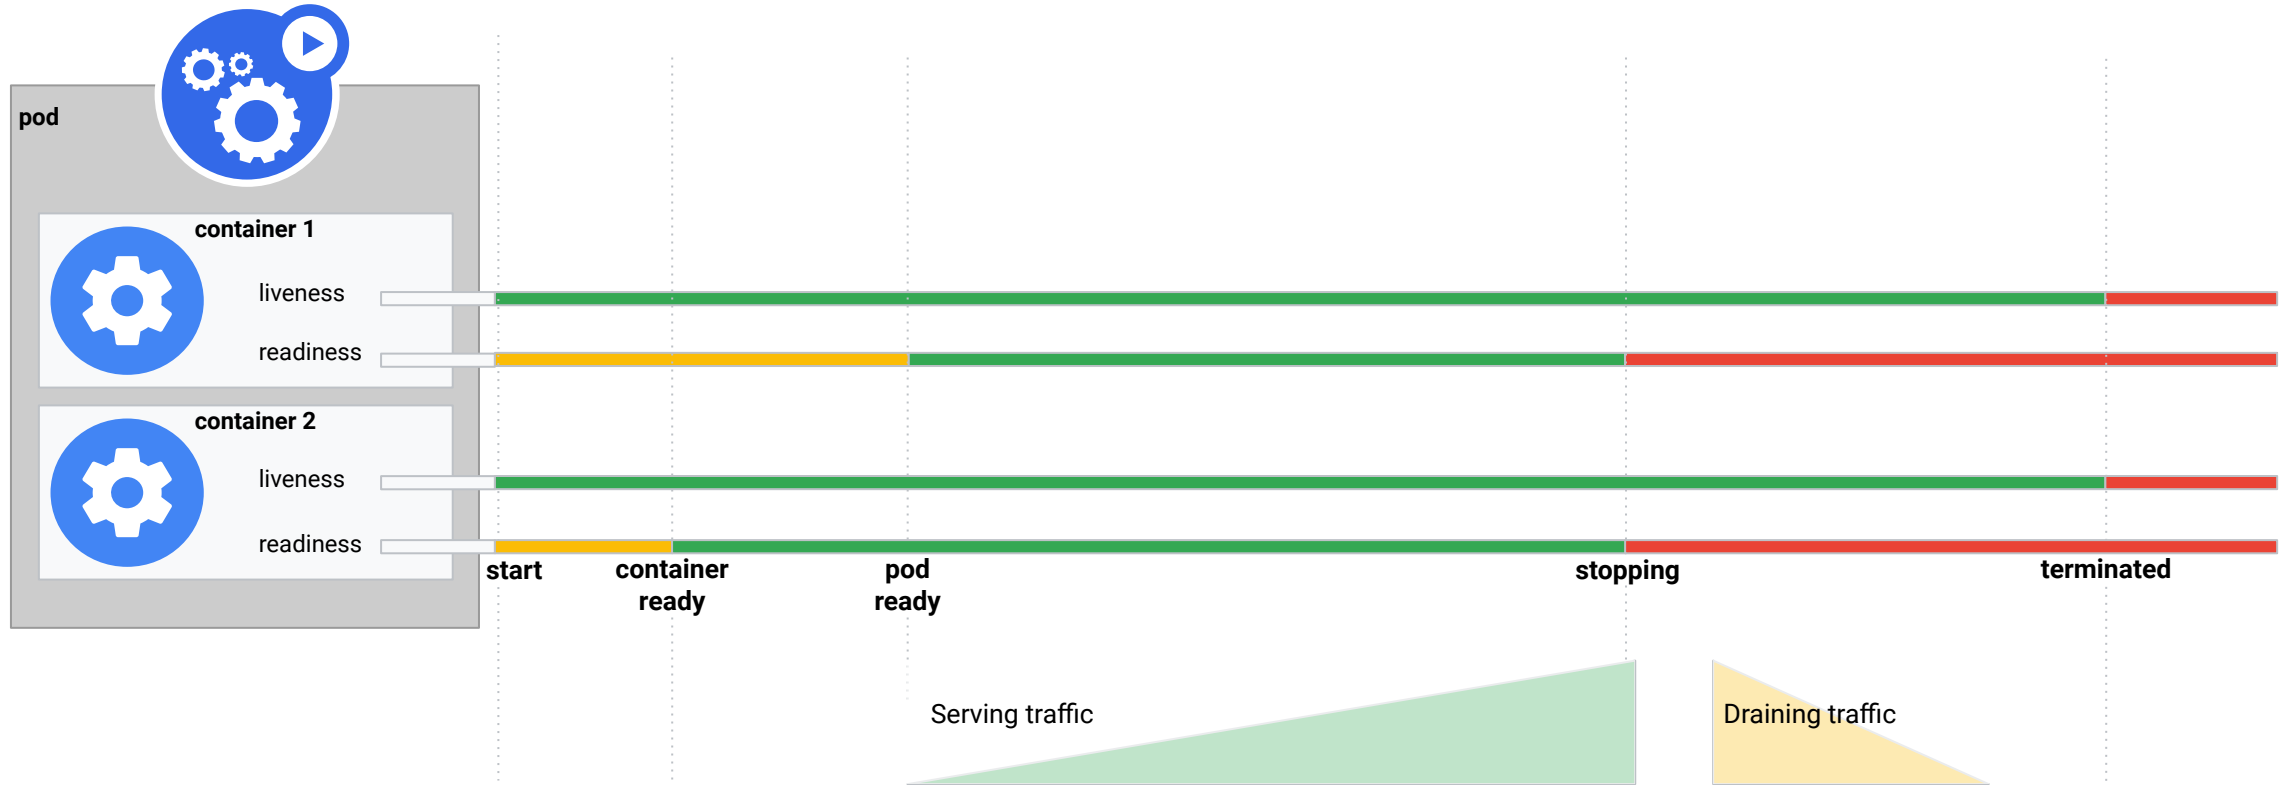 pod
container 1
liveness
readiness
container 2
liveness
readiness
start
container
ready
pod
ready
stopping
terminated
Serving traffic
Draining traffic